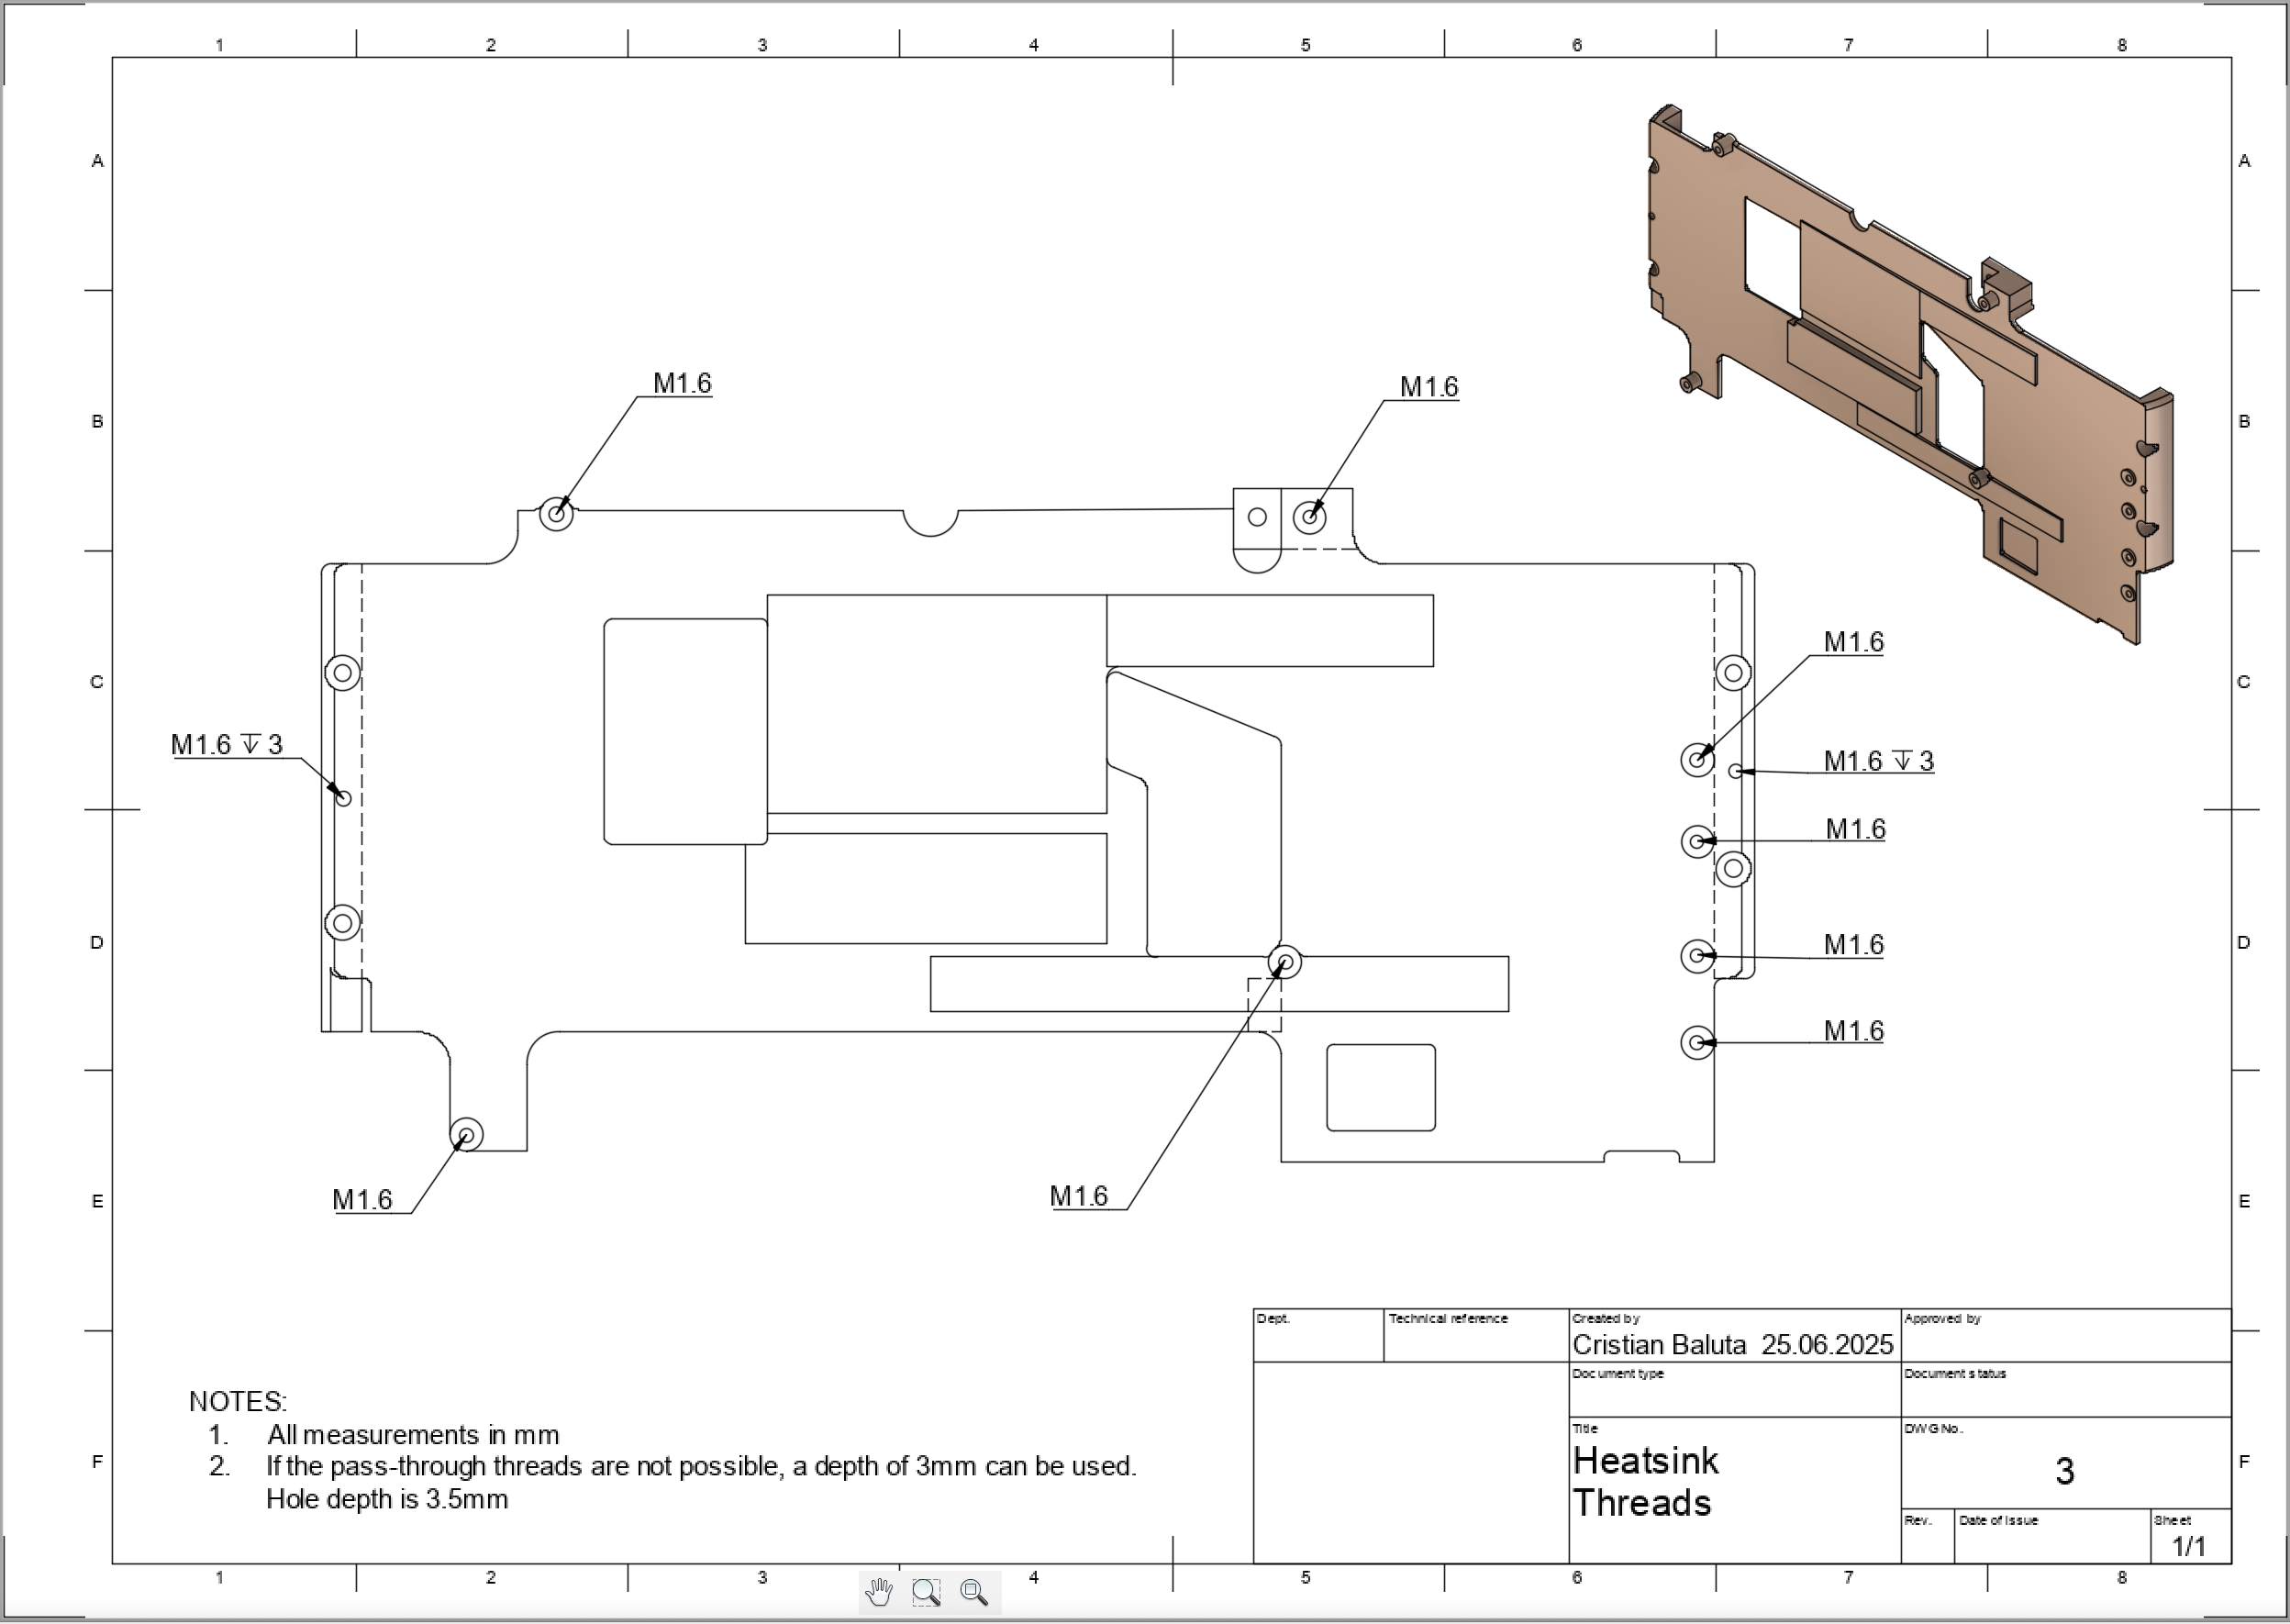 1 2 3 4 5 6 7 8
A A
M1.6
M1.6
B B
M1.6
C C
M1.6 ↧ 3
M1.6 ↧ 3
M1.6
D D
M1.6
M1.6
M1.6
M1.6
E E
Dept.
Technical reference
Created by
Cristian Baluta 25.06.2025
Approved by
Document type
Document status
Title
Heatsink
Threads
DWG No.
3
Rev.
Date of issue
Sheet
1/1
NOTES:
1. All measurements in mm
2. If the pass-through threads are not possible, a depth of 3mm can be used.
Hole depth is 3.5mm
F F
1 2 3 4 5 6 7 8